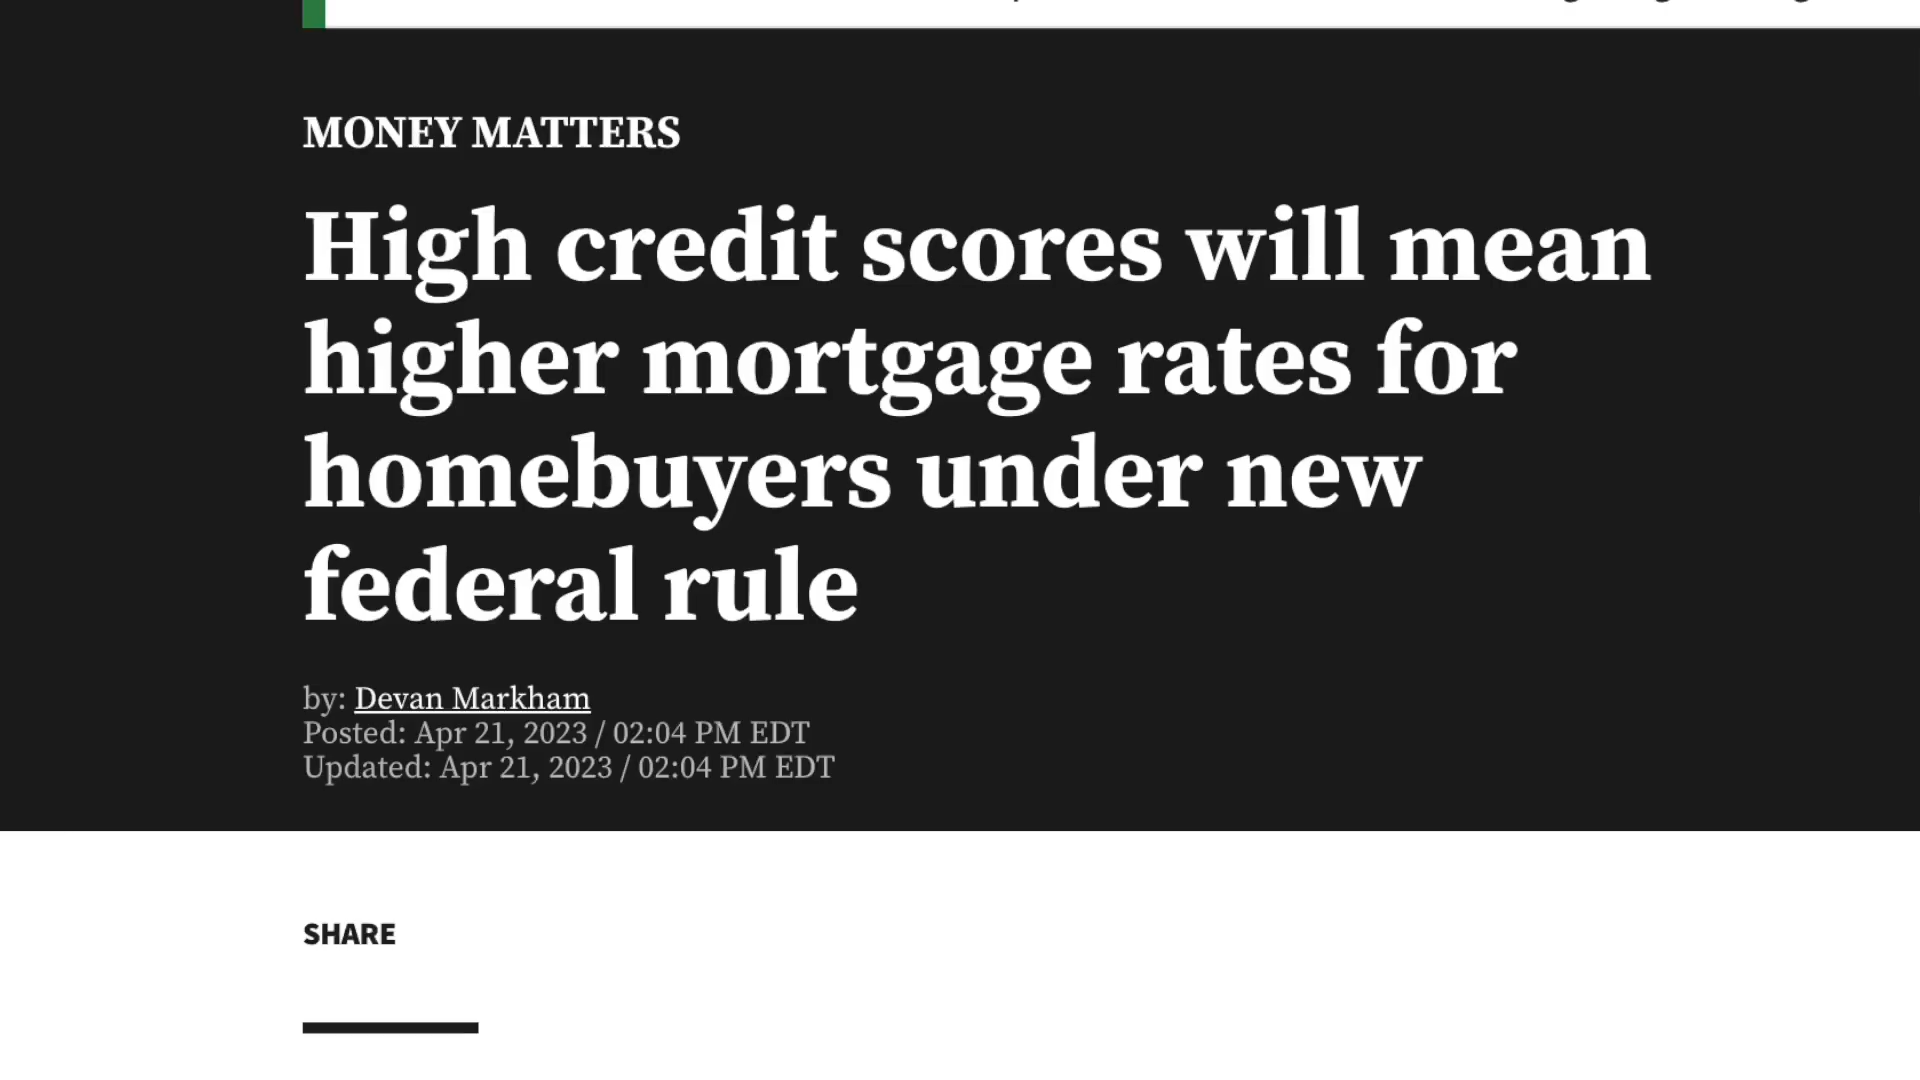 MONEY MATTERS
High credit scores will mean
higher mortgage rates for
homebuyers under new
federal rule
by: Devan Markham
Posted: Apr 21, 2023 / 02:04 PM EDT
Updated: Apr 21, 2023 / 02:04 PM EDT
SHARE